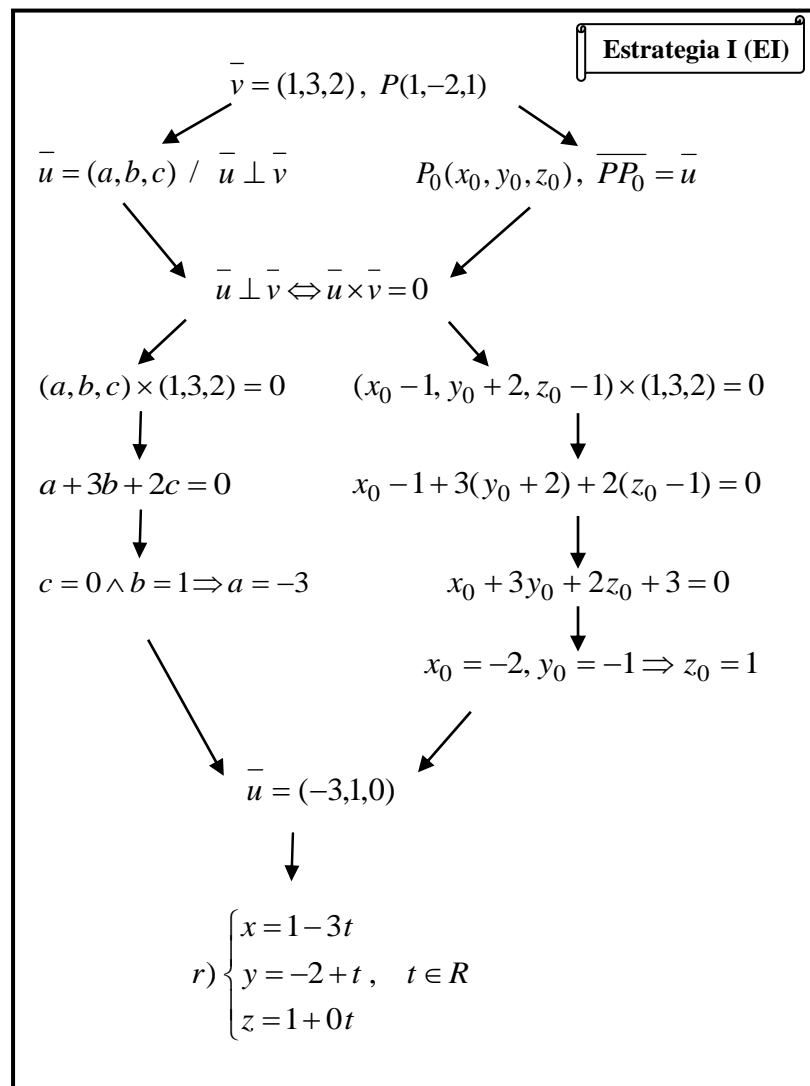 Estrategia I (EI)
v̄ = (1,3,2), P(1,−2,1)
ū = (a,b,c) / ū ⊥ v̄
P₀(x₀, y₀, z₀), P̅P̅₀ = ū
ū ⊥ v̄ ⇔ ū × v̄ = 0
(a,b,c)×(1,3,2) = 0
(x₀ −1, y₀ + 2, z₀ −1)×(1,3,2) = 0
a + 3b + 2c = 0
x₀ −1+ 3(y₀ + 2) + 2(z₀ −1) = 0
c = 0 ∧ b = 1 ⇒ a = −3
x₀ + 3y₀ + 2z₀ + 3 = 0
x₀ = −2, y₀ = −1 ⇒ z₀ = 1
ū = (−3,1,0)
x = 1 − 3t
r) { y = −2 + t , t ∈ R
z = 1 + 0t